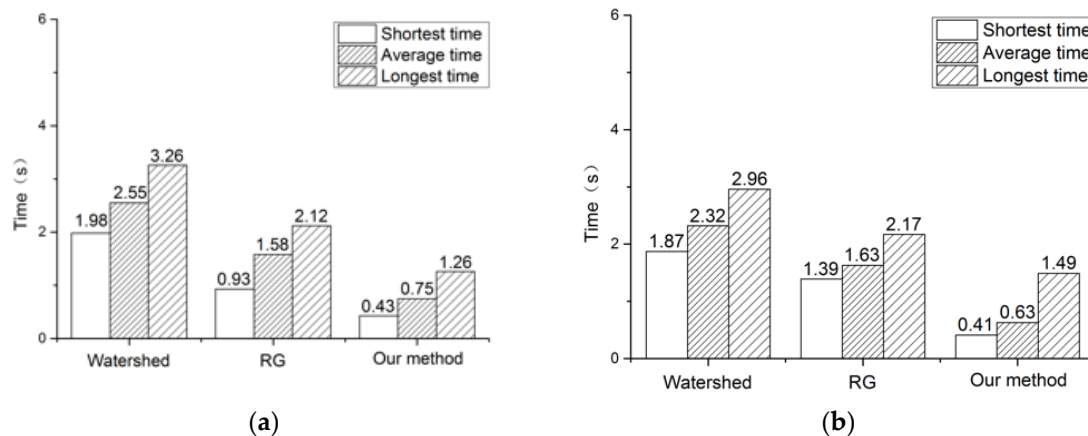 6
4
2
0
Time（s）
Shortest time
Average time
Longest time
1.98
2.55
3.26
0.93
1.58
2.12
0.43
0.75
1.26
Watershed
RG
Our method
(a)
6
4
2
0
Time（s）
Shortest time
Average time
Longest time
1.87
2.32
2.96
1.39
1.63
2.17
0.41
0.63
1.49
Watershed
RG
Our method
(b)